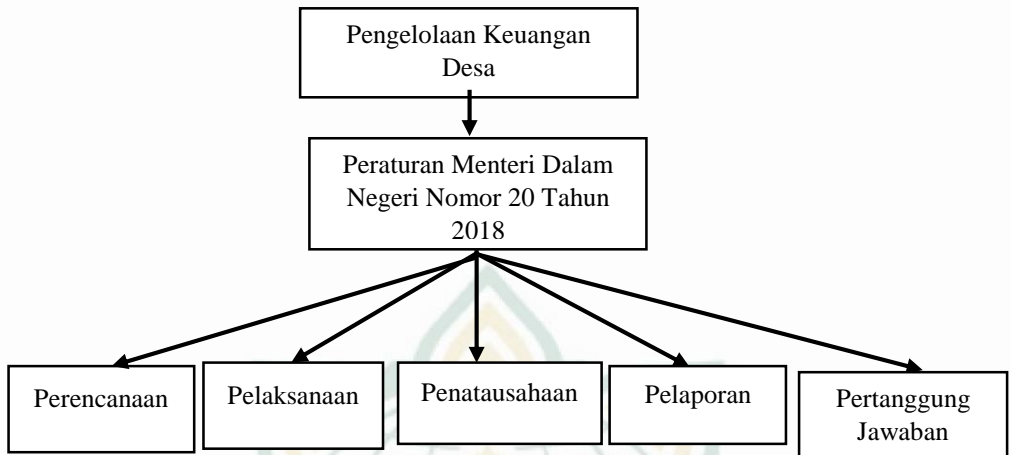 Pengelolaan Keuangan
Desa
Peraturan Menteri Dalam
Negeri Nomor 20 Tahun
2018
Perencanaan
Pelaksanaan
Penatausahaan
Pelaporan
Pertanggung
Jawaban